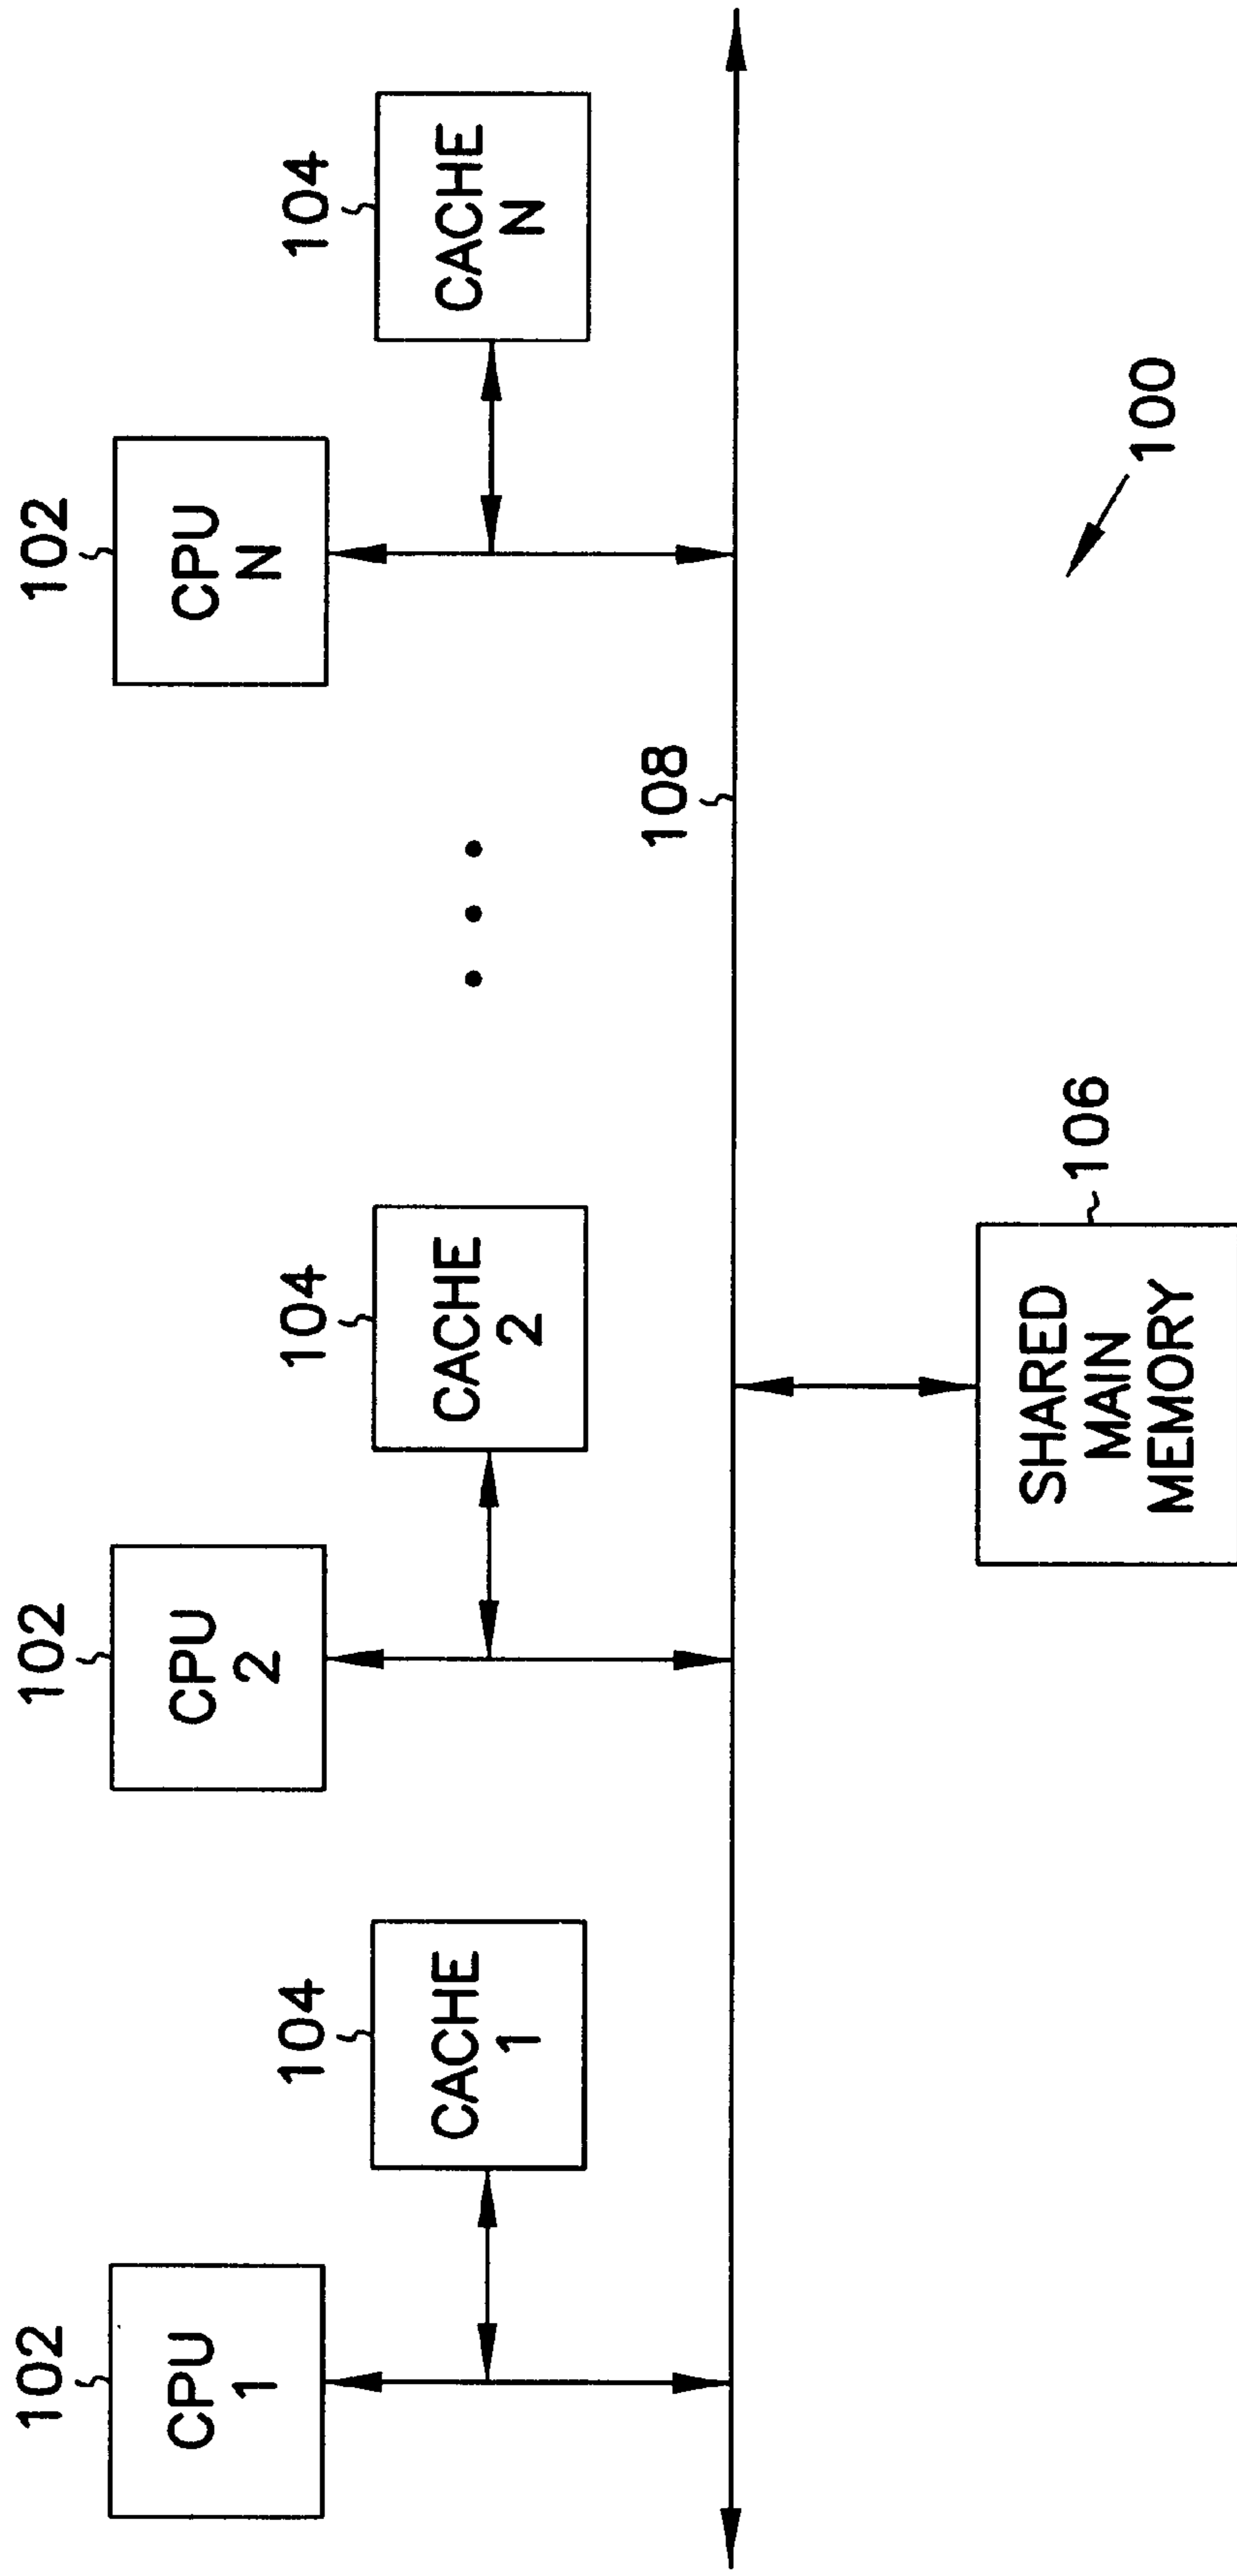 102
CPU
1
104
CACHE
1
102
CPU
2
104
CACHE
2
102
CPU
N
104
CACHE
N
108
SHARED
MAIN
MEMORY
106
100